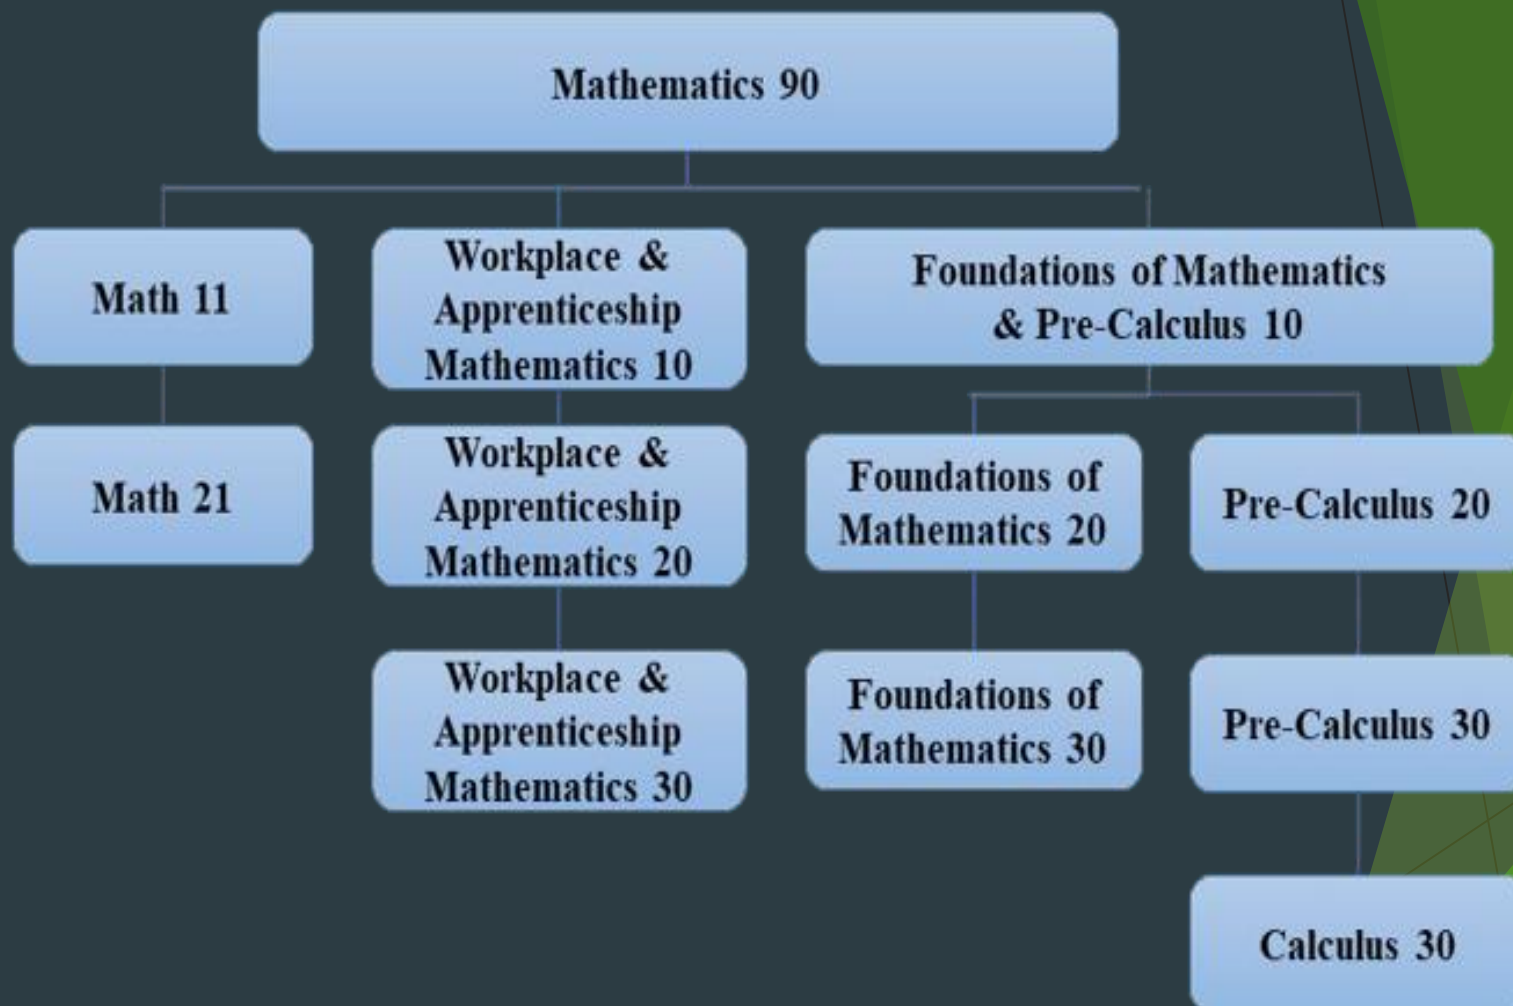 Mathematics 90
Math 11
Workplace &
Apprenticeship
Mathematics 10
Foundations of Mathematics
& Pre-Calculus 10
Math 21
Workplace &
Apprenticeship
Mathematics 20
Foundations of
Mathematics 20
Pre-Calculus 20
Workplace &
Apprenticeship
Mathematics 30
Foundations of
Mathematics 30
Pre-Calculus 30
Calculus 30